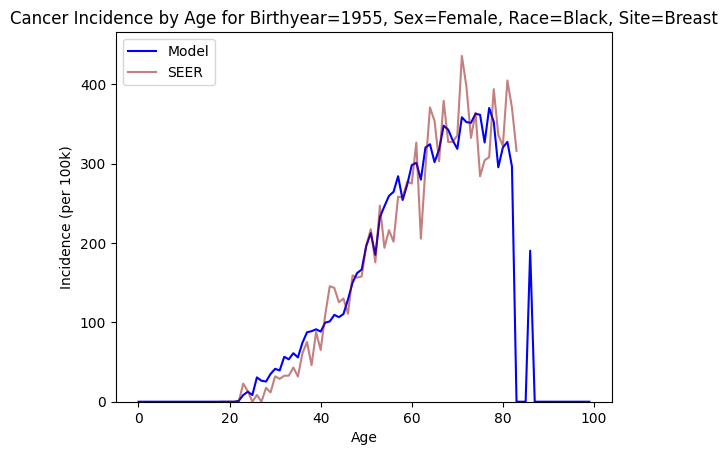 Cancer Incidence by Age for Birthyear=1955, Sex=Female, Race=Black, Site=Breast
Model
SEER
400
300
200
100
0
Incidence (per 100k)
0 20 40 60 80 100
Age